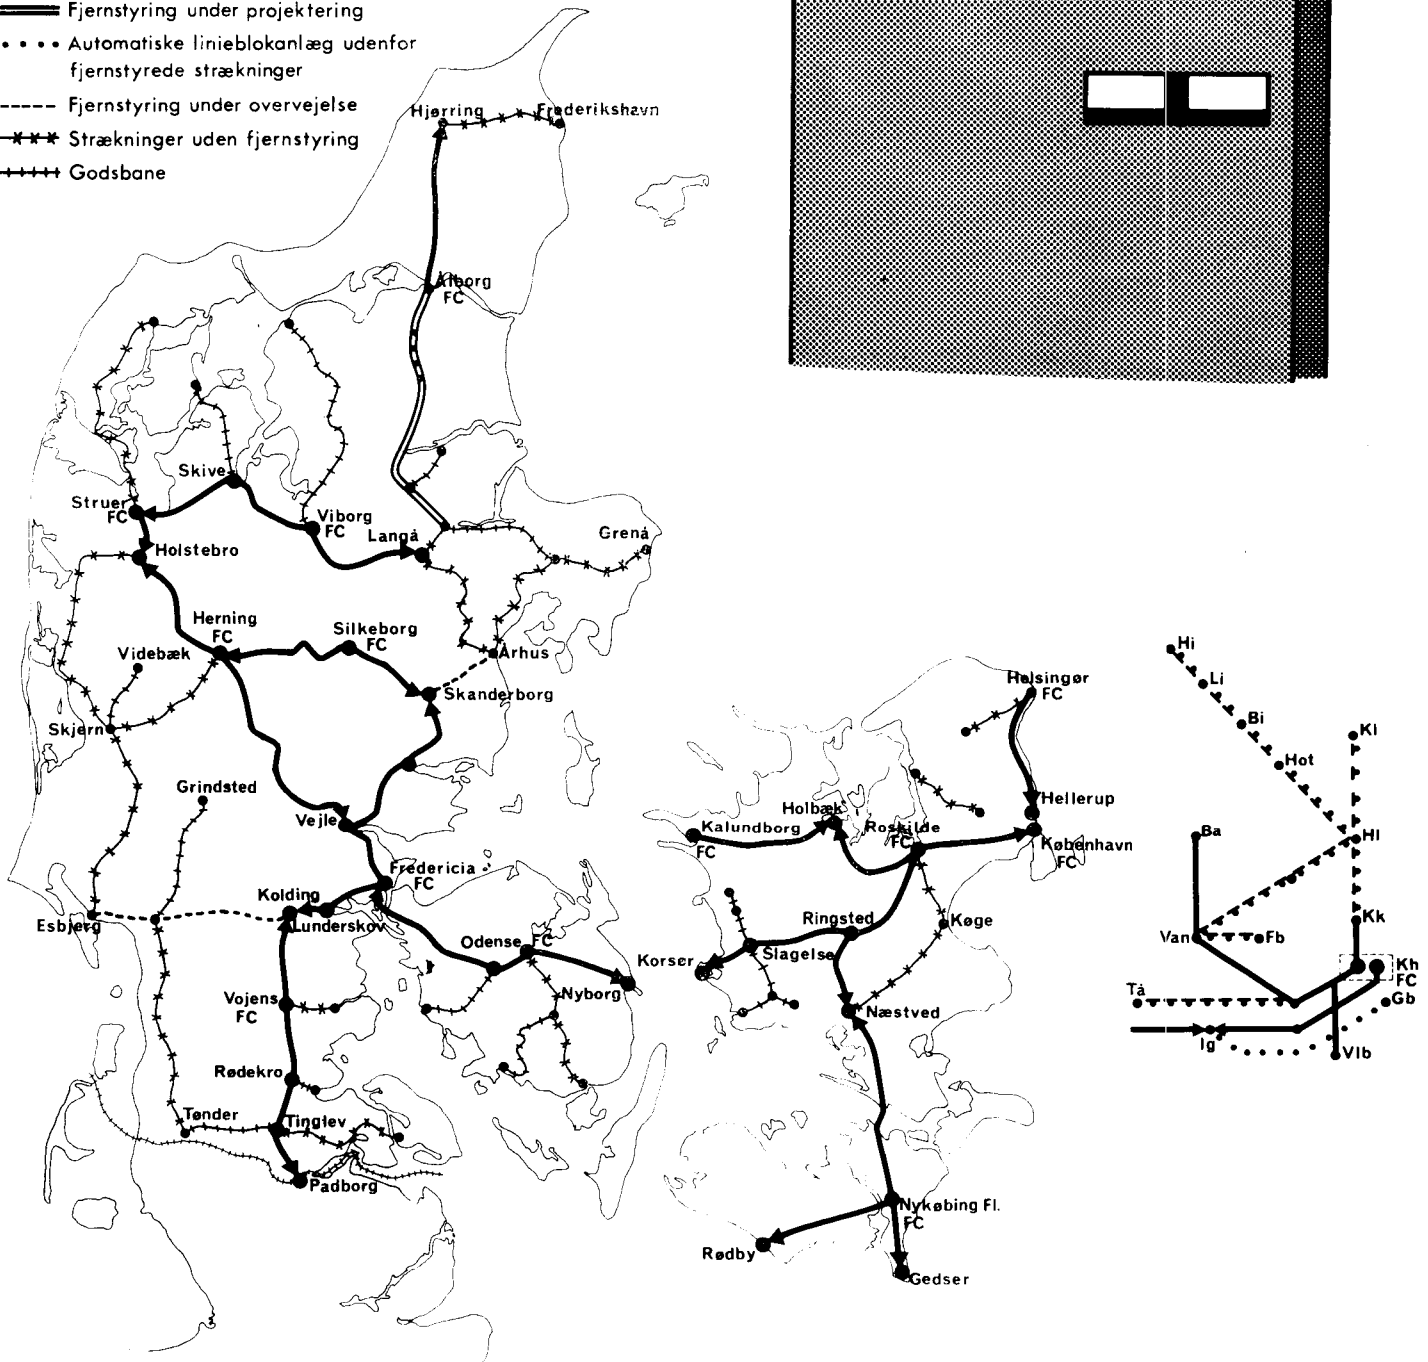 Fjernstyring under projektering
Automatiske linieblokanlæg udenfor
fjernstyrede strækninger
Fjernstyring under overvejelse
Strækninger uden fjernstyring
Godsbane
Hjørring
Frederikshavn
Ålborg
FC
Skive
Struer
FC
Viborg
FC
Langå
Grenå
Holstebro
Herning
FC
Silkeborg
FC
Videbæk
Århus
Skanderborg
Skjern
Grindsted
Vejle
Fredericia
FC
Kolding
Esbjerg
Lunderskov
Odense
FC
Nyborg
Vojens
FC
Rødekro
Tønder
Tinglev
Padborg
Helsingør
FC
Hellerup
Holbæk
Kalundborg
FC
Roskilde
FC
København
FC
Ringsted
Køge
Korsør
Slagelse
Næstved
Nykøbing Fl.
FC
Rødby
Gedser
Hi
Li
Bi
Hot
Kl
Ba
Hl
Kk
Van
Fb
Kh
FC
Tå
Gb
Ig
Vlb